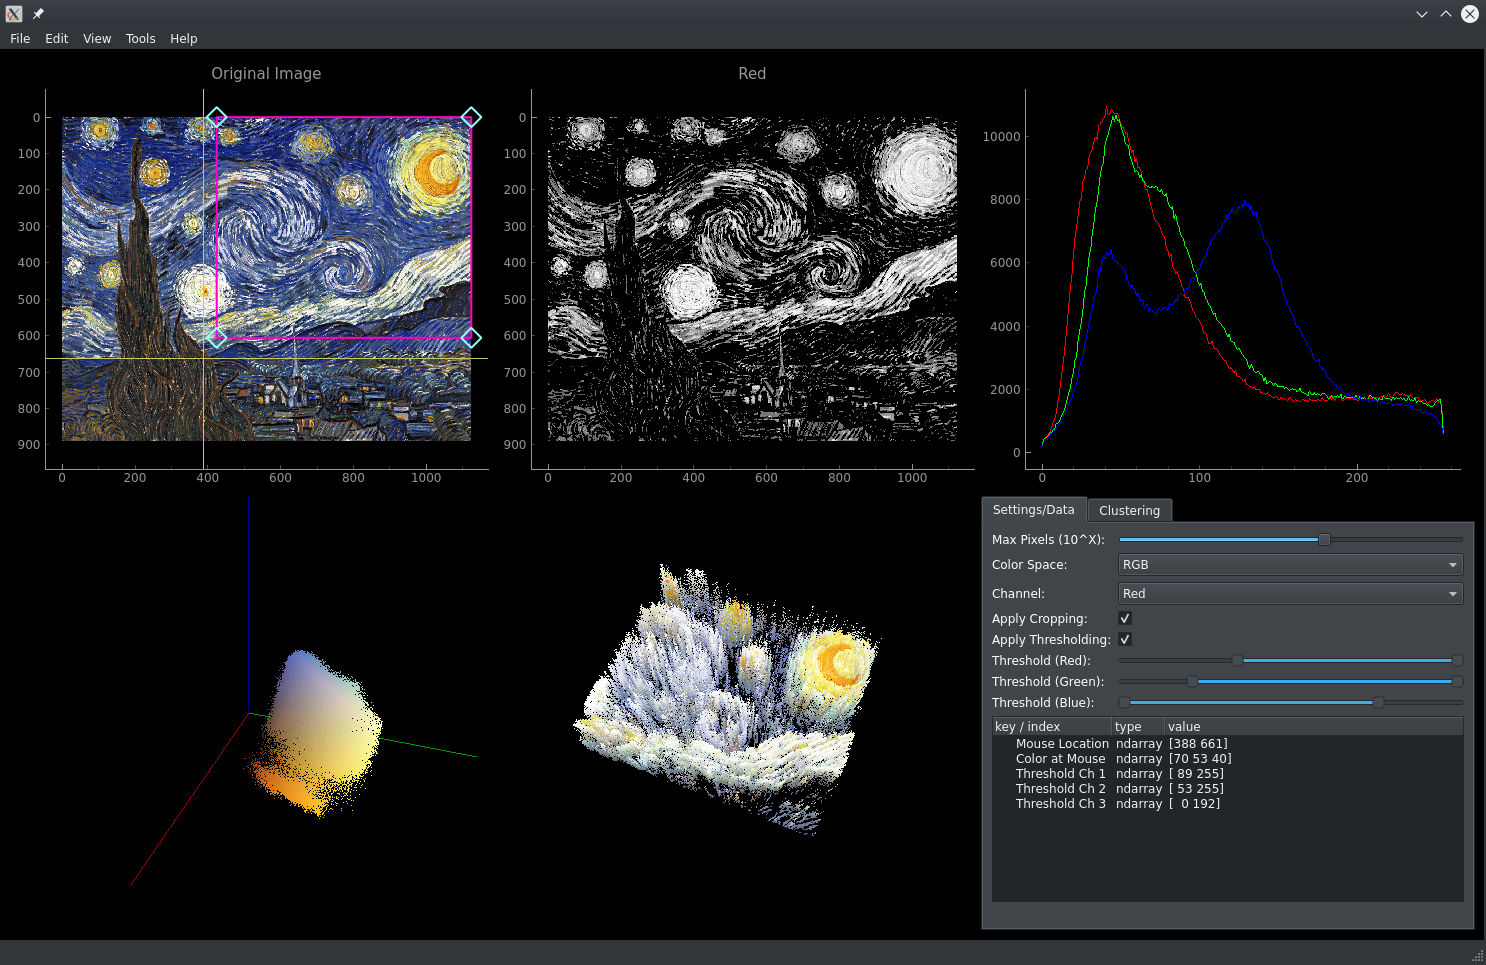 File Edit View Tools Help
Original Image
0
100
200
300
400
500
600
700
800
900
0 200 400 600 800 1000
Red
0
100
200
300
400
500
600
700
800
900
0 200 400 600 800 1000
10000
8000
6000
4000
2000
0
0 100 200
Settings/Data Clustering
Max Pixels (10^X):
Color Space: RGB
Channel: Red
Apply Cropping:
Apply Thresholding:
Threshold (Red):
Threshold (Green):
Threshold (Blue):
key / index type value
Mouse Location ndarray [388 661]
Color at Mouse ndarray [70 53 40]
Threshold Ch 1 ndarray [ 89 255]
Threshold Ch 2 ndarray [ 53 255]
Threshold Ch 3 ndarray [  0 192]